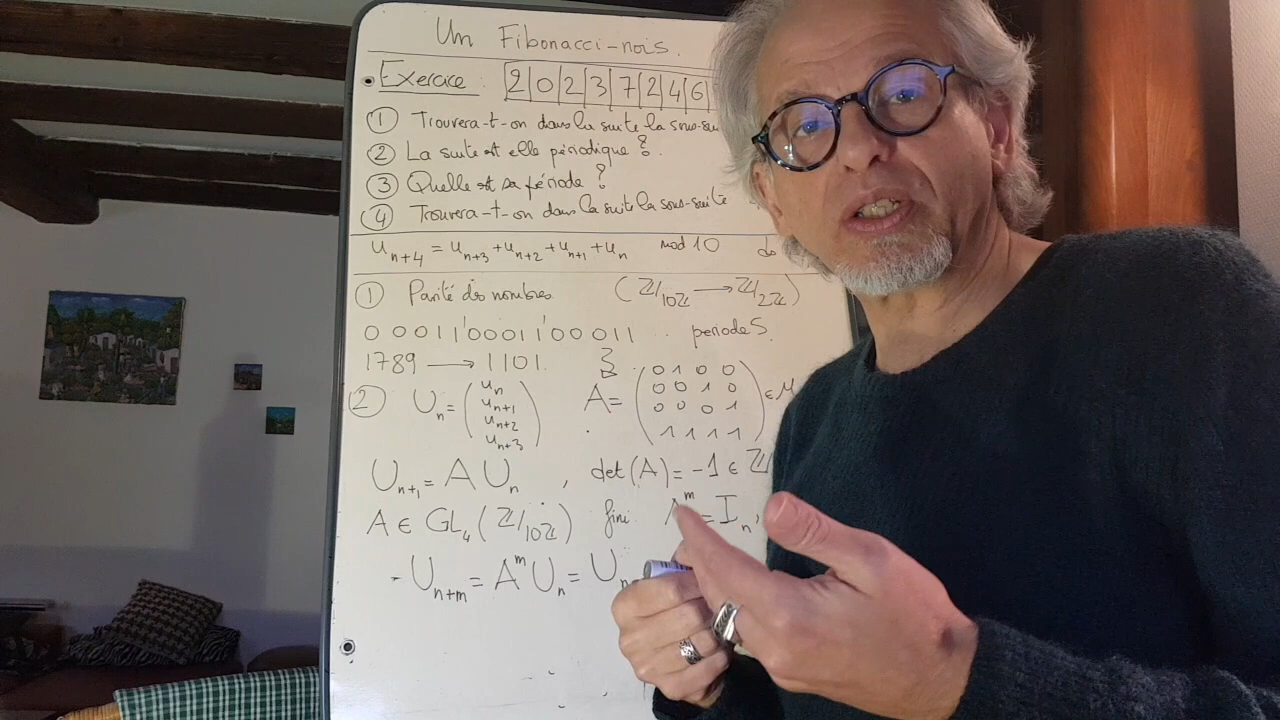 Un Fibonacci-nois.
Exercice : 2 0 2 3 7 2 4 6
① Trouvera-t-on dans la suite la sous-sui
② La suite est elle périodique ?
③ Quelle est sa période ?
④ Trouvera-t-on dans la suite la sous-suite
u_{n+4} = u_{n+3} + u_{n+2} + u_{n+1} + u_n mod 10
① Parité des nombres (ℤ/10ℤ → ℤ/2ℤ)
0 0 0 1 1 ' 0 0 0 1 1 ' 0 0 0 1 1 .. periode 5.
1789 → 1101.
② U_n = (u_n u_{n+1} u_{n+2} u_{n+3}) A = (0 1 0 0 0 0 1 0 0 0 0 1 1 1 1 1) ∈ M
U_{n+1} = A U_n , det(A) = -1 ∈ ℤ/
A ∈ GL_4(ℤ/10ℤ) fini A^m = I_n,
- U_{n+m} = A^m U_n = U_n